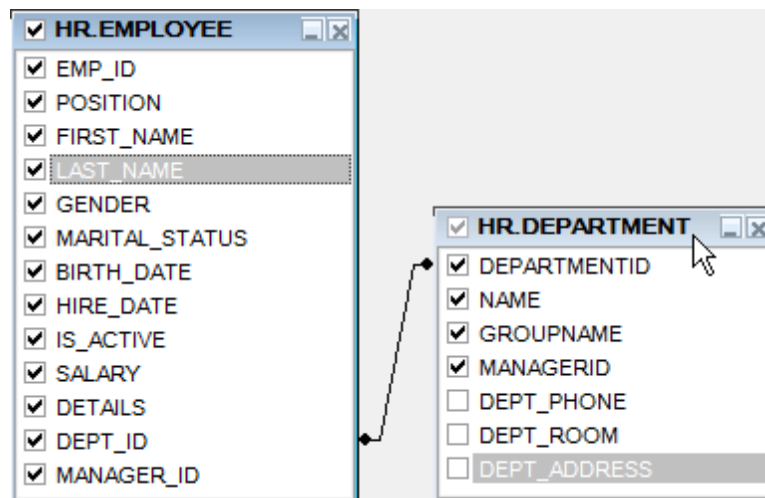 HR.EMPLOYEE
EMP_ID
POSITION
FIRST_NAME
LAST_NAME
GENDER
MARITAL_STATUS
BIRTH_DATE
HIRE_DATE
IS_ACTIVE
SALARY
DETAILS
DEPT_ID
MANAGER_ID
HR.DEPARTMENT
DEPARTMENTID
NAME
GROUPNAME
MANAGERID
DEPT_PHONE
DEPT_ROOM
DEPT_ADDRESS